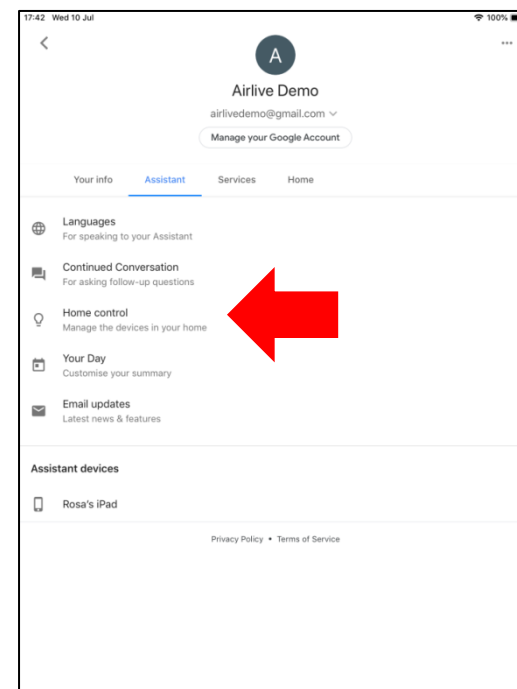 17:42 Wed 10 Jul
100%
A
Airlive Demo
airlivedemo@gmail.com
Manage your Google Account
Your info Assistant Services Home
Languages
For speaking to your Assistant
Continued Conversation
For asking follow-up questions
Home control
Manage the devices in your home
Your Day
Customise your summary
Email updates
Latest news & features
Assistant devices
Rosa's iPad
Privacy Policy • Terms of Service